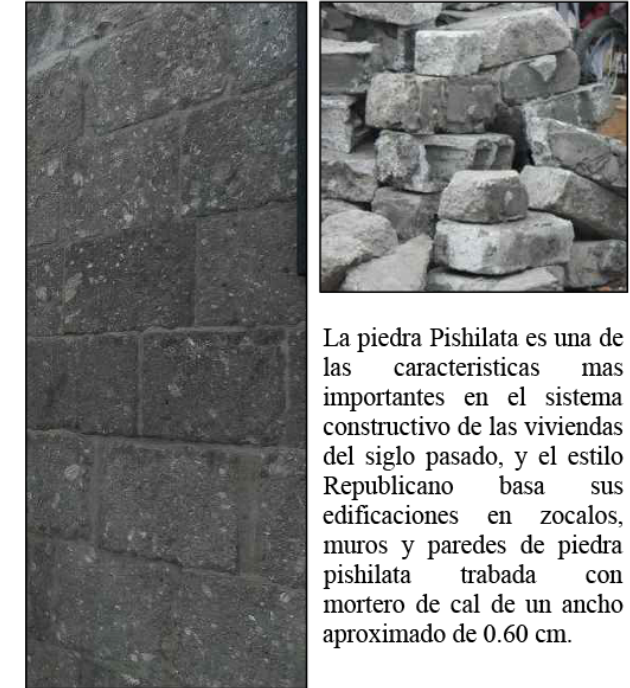 La piedra Pishilata es una de
las caracteristicas mas
importantes en el sistema
constructivo de las viviendas
del siglo pasado, y el estilo
Republicano basa sus
edificaciones en zocalos,
muros y paredes de piedra
pishilata trabada con
mortero de cal de un ancho
aproximado de 0.60 cm.